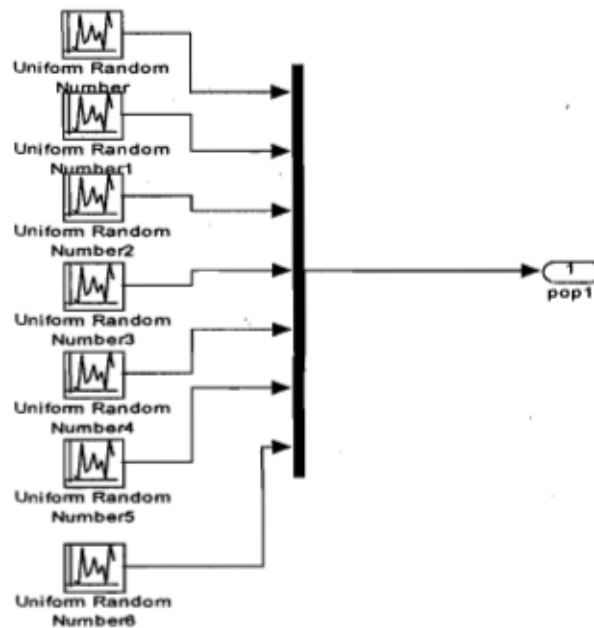 Uniform Random
Number
Uniform Random
Number1
Uniform Random
Number2
Uniform Random
Number3
Uniform Random
Number4
Uniform Random
Number5
Uniform Random
Number6
1
pop1